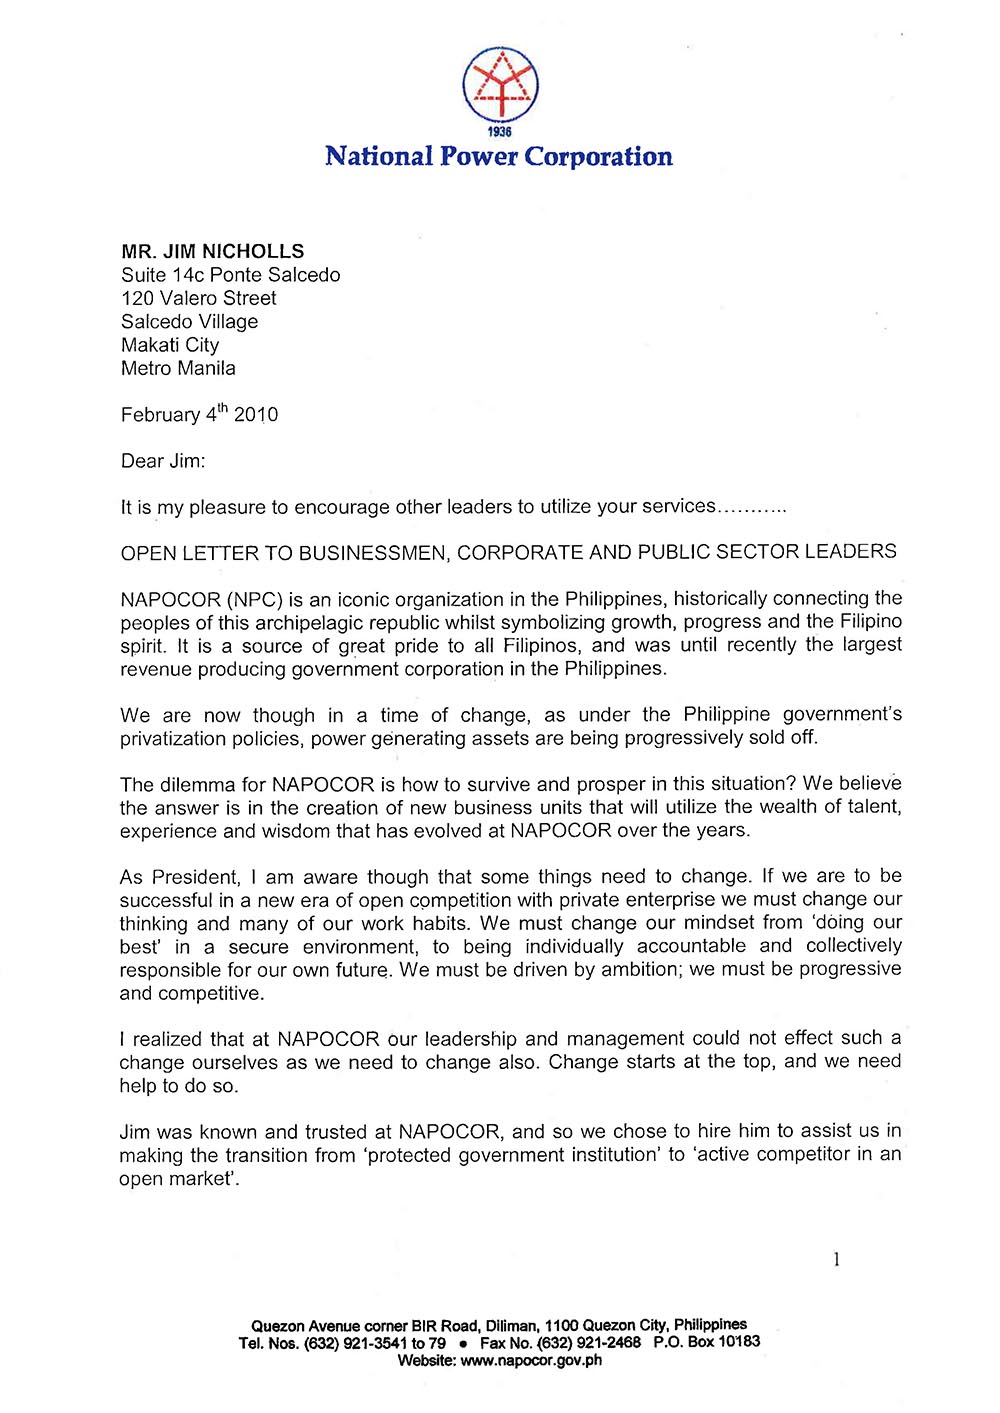 1936
National Power Corporation
MR. JIM NICHOLLS
Suite 14c Ponte Salcedo
120 Valero Street
Salcedo Village
Makati City
Metro Manila
February 4th 2010
Dear Jim:
It is my pleasure to encourage other leaders to utilize your services………..
OPEN LETTER TO BUSINESSMEN, CORPORATE AND PUBLIC SECTOR LEADERS
NAPOCOR (NPC) is an iconic organization in the Philippines, historically connecting the
peoples of this archipelagic republic whilst symbolizing growth, progress and the Filipino
spirit. It is a source of great pride to all Filipinos, and was until recently the largest
revenue producing government corporation in the Philippines.
We are now though in a time of change, as under the Philippine government's
privatization policies, power generating assets are being progressively sold off.
The dilemma for NAPOCOR is how to survive and prosper in this situation? We believe
the answer is in the creation of new business units that will utilize the wealth of talent,
experience and wisdom that has evolved at NAPOCOR over the years.
As President, I am aware though that some things need to change. If we are to be
successful in a new era of open competition with private enterprise we must change our
thinking and many of our work habits. We must change our mindset from 'doing our
best' in a secure environment, to being individually accountable and collectively
responsible for our own future. We must be driven by ambition; we must be progressive
and competitive.
I realized that at NAPOCOR our leadership and management could not effect such a
change ourselves as we need to change also. Change starts at the top, and we need
help to do so.
Jim was known and trusted at NAPOCOR, and so we chose to hire him to assist us in
making the transition from 'protected government institution' to 'active competitor in an
open market'.
1
Quezon Avenue corner BIR Road, Diliman, 1100 Quezon City, Philippines
Tel. Nos. (632) 921-3541 to 79 ● Fax No. (632) 921-2468 P.O. Box 10183
Website: www.napocor.gov.ph